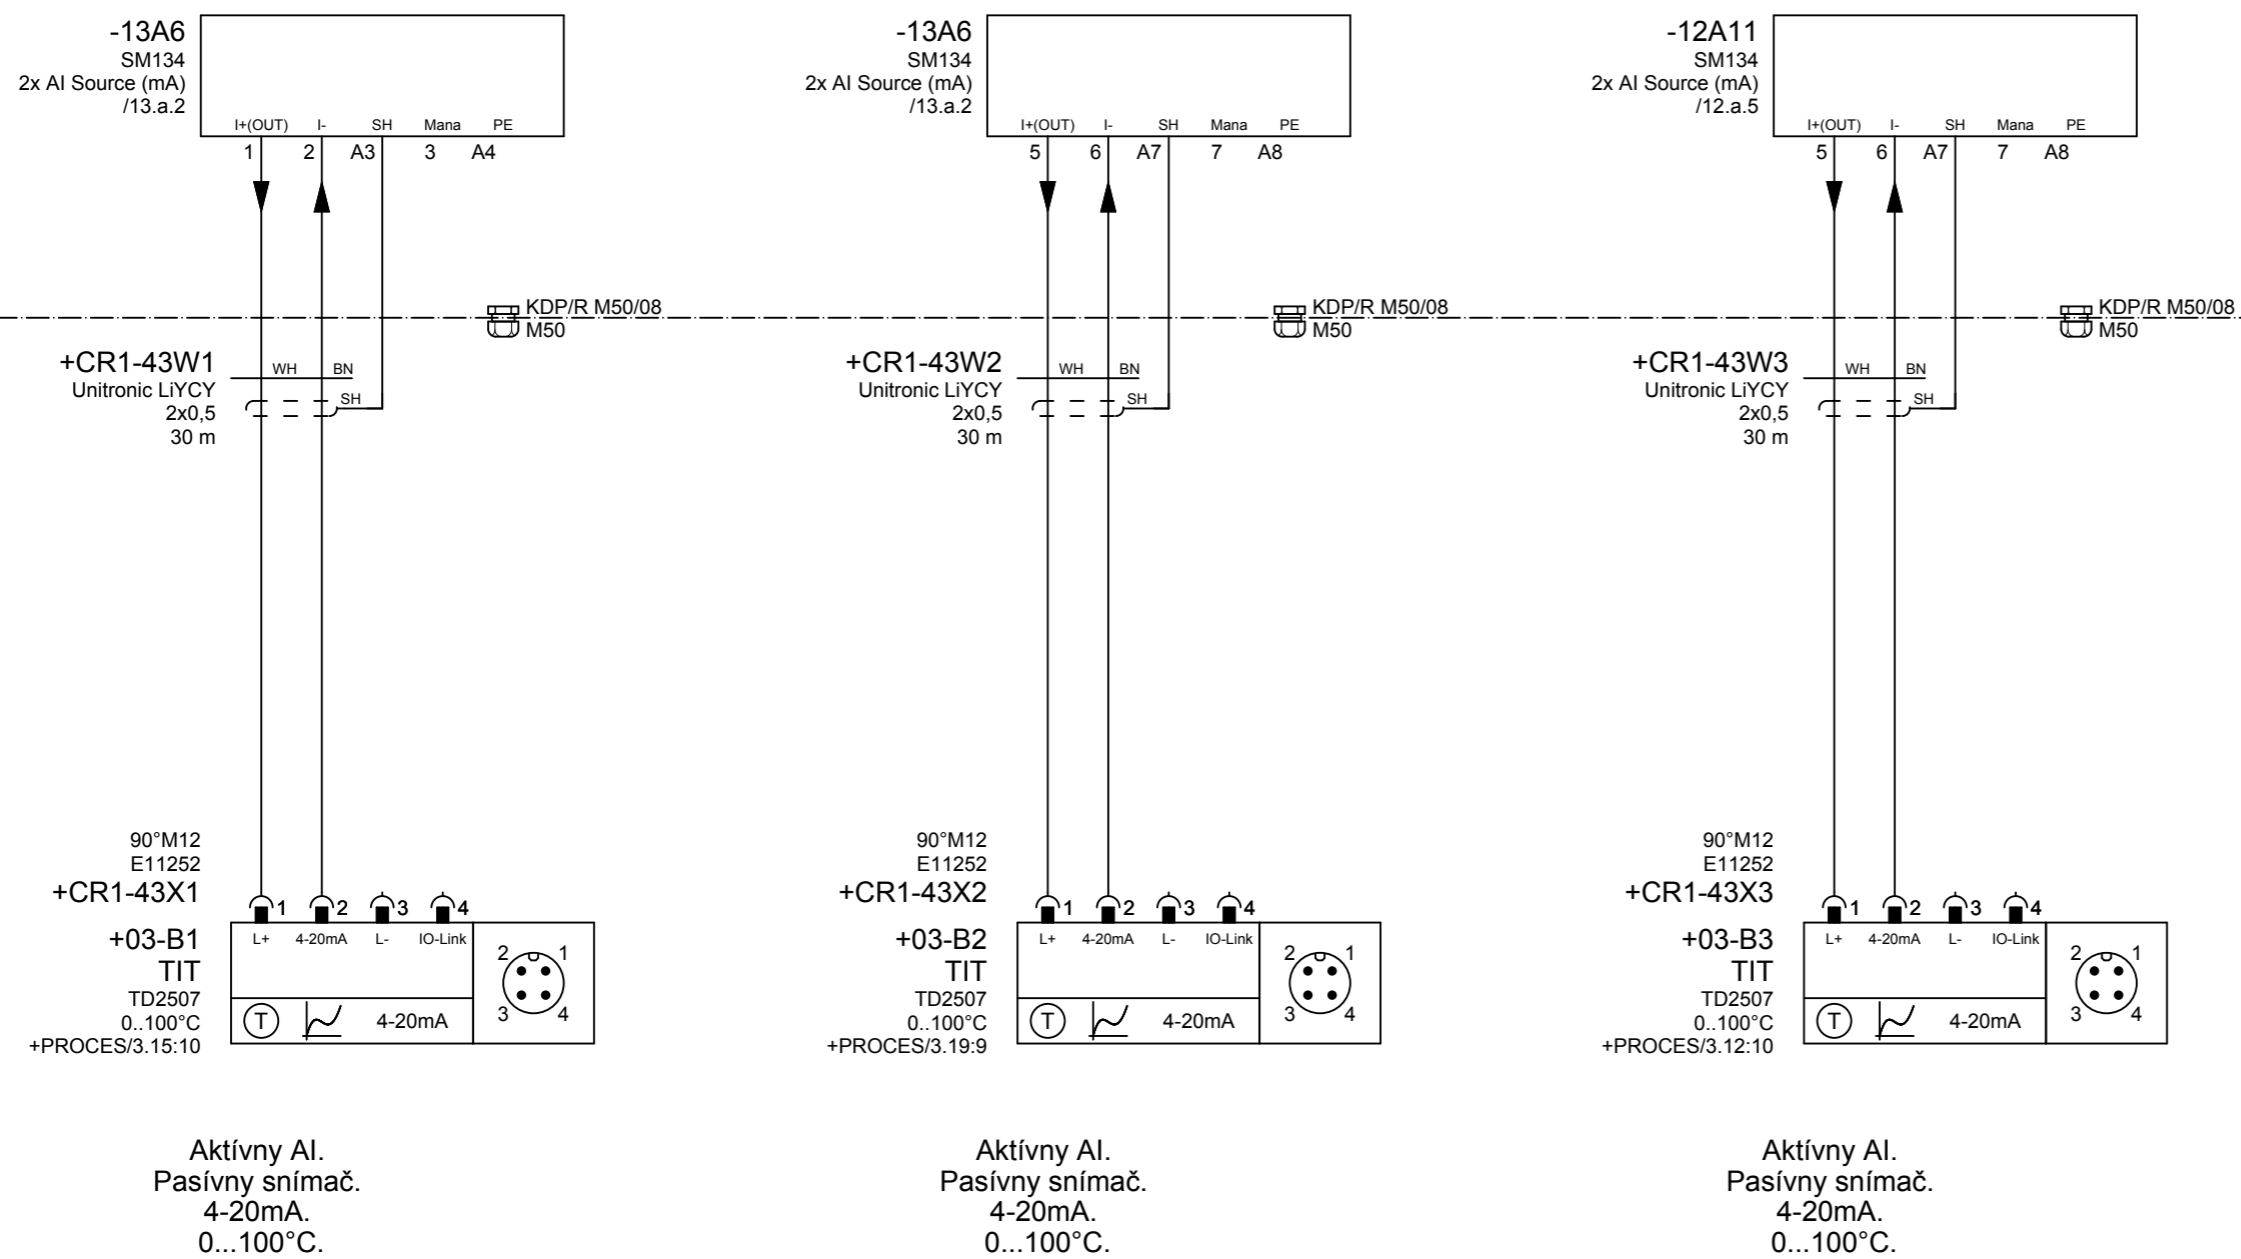 -13A6
SM134
2x AI Source (mA)
/13.a.2
I+(OUT) I- SH Mana PE
1 2 A3 3 A4
KDP/R M50/08
M50
+CR1-43W1
Unitronic LiYCY
2x0,5
30 m
WH BN
SH
90°M12
E11252
+CR1-43X1
1 2 3 4
+03-B1
TIT
TD2507
0..100°C
+PROCES/3.15:10
L+ 4-20mA L- IO-Link
T 4-20mA
2 1
3 4
Aktívny AI.
Pasívny snímač.
4-20mA.
0...100°C.
-13A6
SM134
2x AI Source (mA)
/13.a.2
I+(OUT) I- SH Mana PE
5 6 A7 7 A8
KDP/R M50/08
M50
+CR1-43W2
Unitronic LiYCY
2x0,5
30 m
WH BN
SH
90°M12
E11252
+CR1-43X2
1 2 3 4
+03-B2
TIT
TD2507
0..100°C
+PROCES/3.19:9
L+ 4-20mA L- IO-Link
T 4-20mA
2 1
3 4
Aktívny AI.
Pasívny snímač.
4-20mA.
0...100°C.
-12A11
SM134
2x AI Source (mA)
/12.a.5
I+(OUT) I- SH Mana PE
5 6 A7 7 A8
KDP/R M50/08
M50
+CR1-43W3
Unitronic LiYCY
2x0,5
30 m
WH BN
SH
90°M12
E11252
+CR1-43X3
1 2 3 4
+03-B3
TIT
TD2507
0..100°C
+PROCES/3.12:10
L+ 4-20mA L- IO-Link
T 4-20mA
2 1
3 4
Aktívny AI.
Pasívny snímač.
4-20mA.
0...100°C.